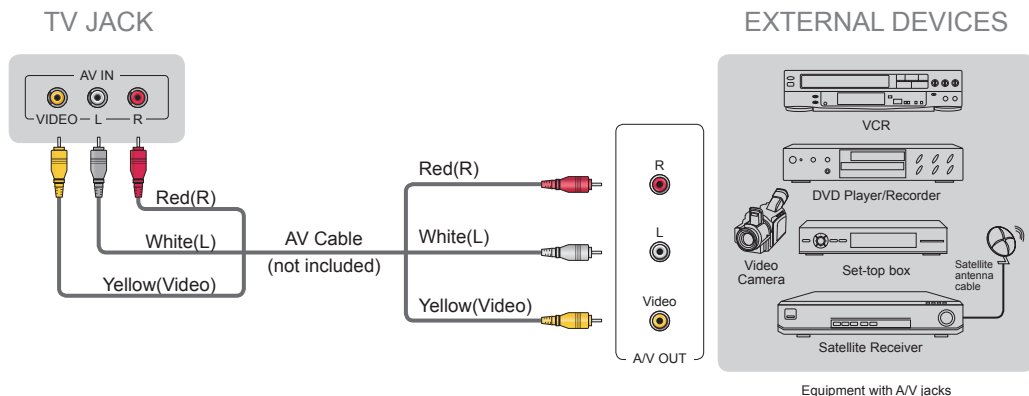 TV JACK
AV IN
VIDEO L R
Red(R)
White(L)
Yellow(Video)
AV Cable
(not included)
Red(R)
White(L)
Yellow(Video)
R
L
Video
A/V OUT
EXTERNAL DEVICES
VCR
DVD Player/Recorder
Video
Camera
Set-top box
Satellite
antenna
cable
Satellite Receiver
Equipment with A/V jacks